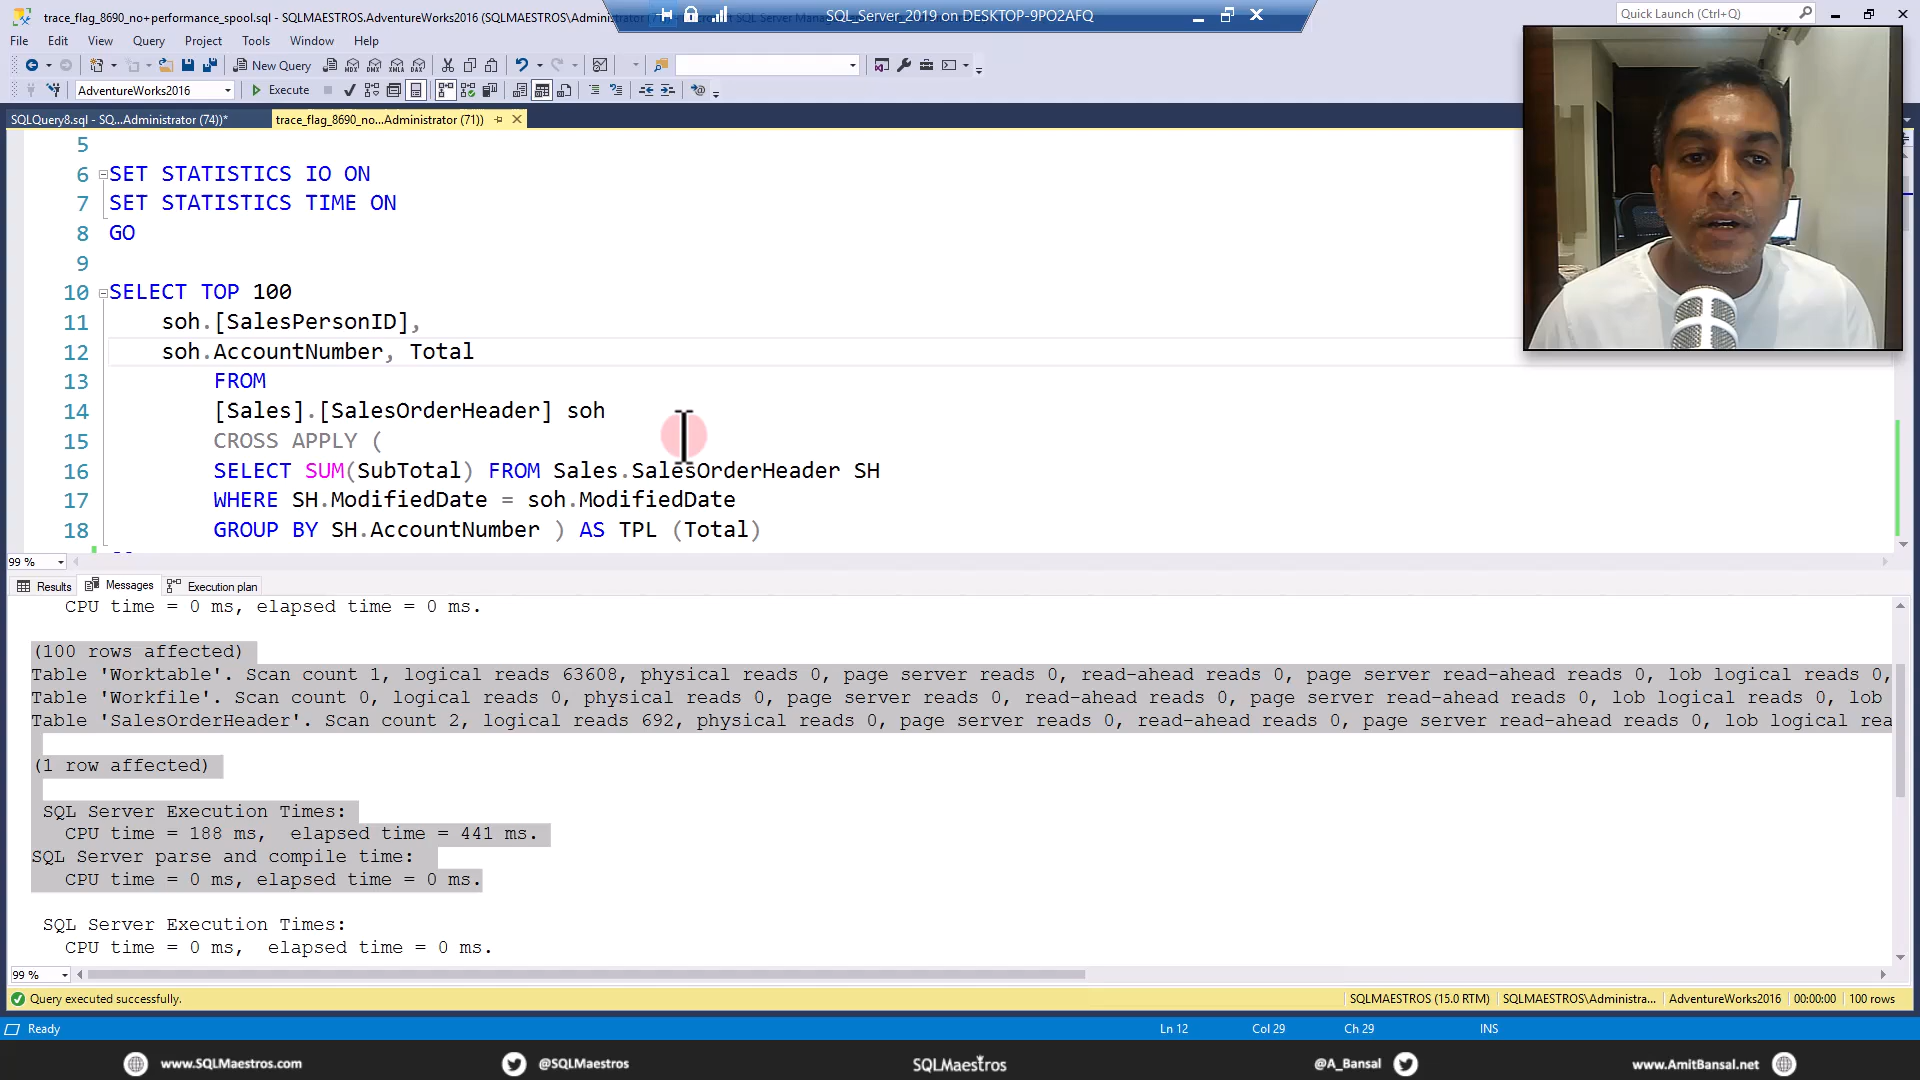 trace_flag_8690_no+performance_spool.sql - SQLMAESTROS.AdventureWorks2016 (SQLMAESTROS\Administrator
SQL_Server_2019 on DESKTOP-9PO2AFQ
Quick Launch (Ctrl+Q)
File Edit View Query Project Tools Window Help
New Query
AdventureWorks2016
Execute
SQLQuery8.sql - SQ...Administrator (74))*
trace_flag_8690_no...Administrator (71))
5
6 SET STATISTICS IO ON
7 SET STATISTICS TIME ON
8 GO
9
10 SELECT TOP 100
11 soh.[SalesPersonID],
12 soh.AccountNumber, Total
13 FROM
14 [Sales].[SalesOrderHeader] soh
15 CROSS APPLY (
16 SELECT SUM(SubTotal) FROM Sales.SalesOrderHeader SH
17 WHERE SH.ModifiedDate = soh.ModifiedDate
18 GROUP BY SH.AccountNumber ) AS TPL (Total)
99 %
Results Messages Execution plan
CPU time = 0 ms, elapsed time = 0 ms.
(100 rows affected)
Table 'Worktable'. Scan count 1, logical reads 63608, physical reads 0, page server reads 0, read-ahead reads 0, page server read-ahead reads 0, lob logical reads 0,
Table 'Workfile'. Scan count 0, logical reads 0, physical reads 0, page server reads 0, read-ahead reads 0, page server read-ahead reads 0, lob logical reads 0, lob
Table 'SalesOrderHeader'. Scan count 2, logical reads 692, physical reads 0, page server reads 0, read-ahead reads 0, page server read-ahead reads 0, lob logical rea
(1 row affected)
SQL Server Execution Times:
CPU time = 188 ms, elapsed time = 441 ms.
SQL Server parse and compile time:
CPU time = 0 ms, elapsed time = 0 ms.
SQL Server Execution Times:
CPU time = 0 ms, elapsed time = 0 ms.
99 %
Query executed successfully.
SQLMAESTROS (15.0 RTM) SQLMAESTROS\Administra... AdventureWorks2016 00:00:00 100 rows
Ready
Ln 12 Col 29 Ch 29 INS
www.SQLMaestros.com @SQLMaestros SQLMaestros @A_Bansal www.AmitBansal.net